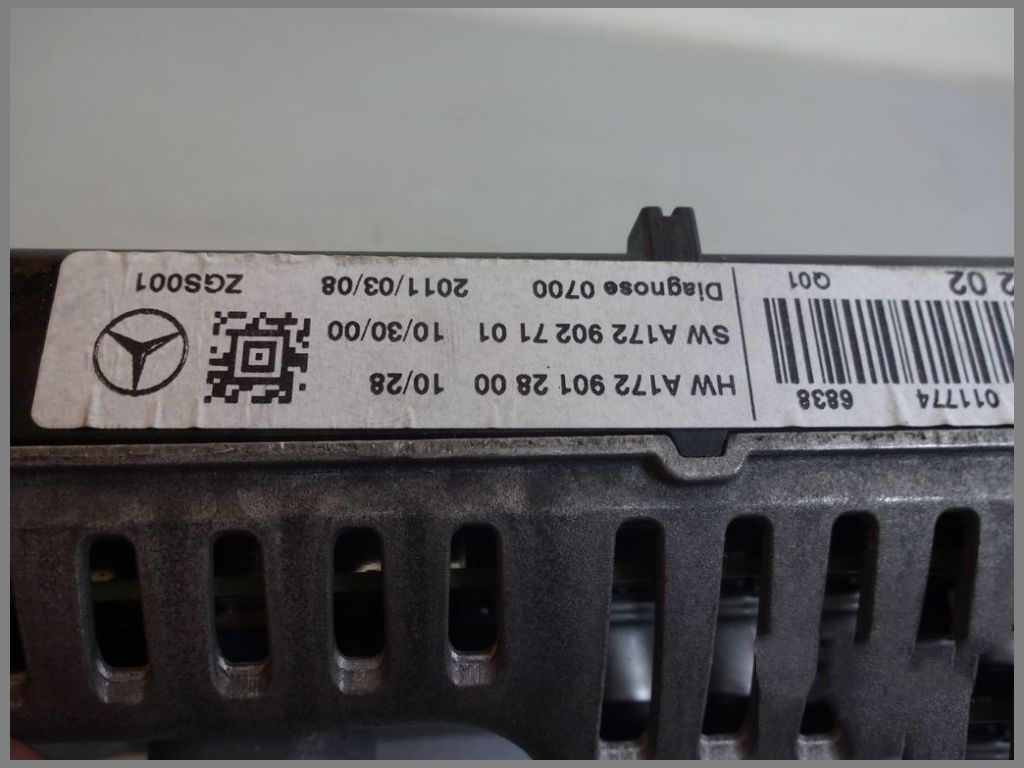 011774 6838
2 02 Q01
HW A172 901 28 00 10/28
SW A172 902 71 01 10/30/00
Diagnose 0700 2011/03/08 ZGS001